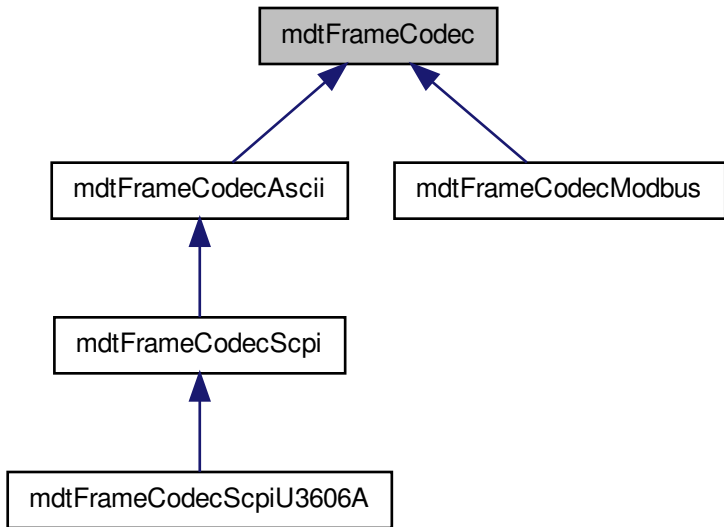 mdtFrameCodec
mdtFrameCodecAscii
mdtFrameCodecModbus
mdtFrameCodecScpi
mdtFrameCodecScpiU3606A